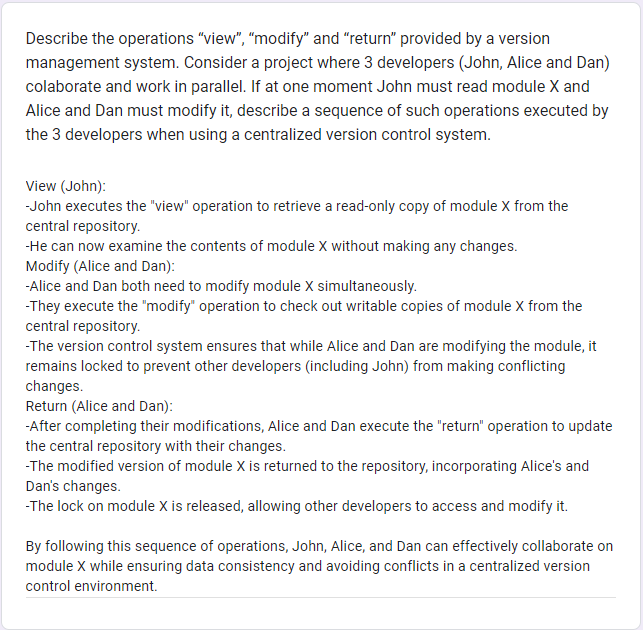 Describe the operations “view”, “modify” and “return” provided by a version
management system. Consider a project where 3 developers (John, Alice and Dan)
colaborate and work in parallel. If at one moment John must read module X and
Alice and Dan must modify it, describe a sequence of such operations executed by
the 3 developers when using a centralized version control system.
View (John):
-John executes the "view" operation to retrieve a read-only copy of module X from the
central repository.
-He can now examine the contents of module X without making any changes.
Modify (Alice and Dan):
-Alice and Dan both need to modify module X simultaneously.
-They execute the "modify" operation to check out writable copies of module X from the
central repository.
-The version control system ensures that while Alice and Dan are modifying the module, it
remains locked to prevent other developers (including John) from making conflicting
changes.
Return (Alice and Dan):
-After completing their modifications, Alice and Dan execute the "return" operation to update
the central repository with their changes.
-The modified version of module X is returned to the repository, incorporating Alice's and
Dan's changes.
-The lock on module X is released, allowing other developers to access and modify it.
By following this sequence of operations, John, Alice, and Dan can effectively collaborate on
module X while ensuring data consistency and avoiding conflicts in a centralized version
control environment.